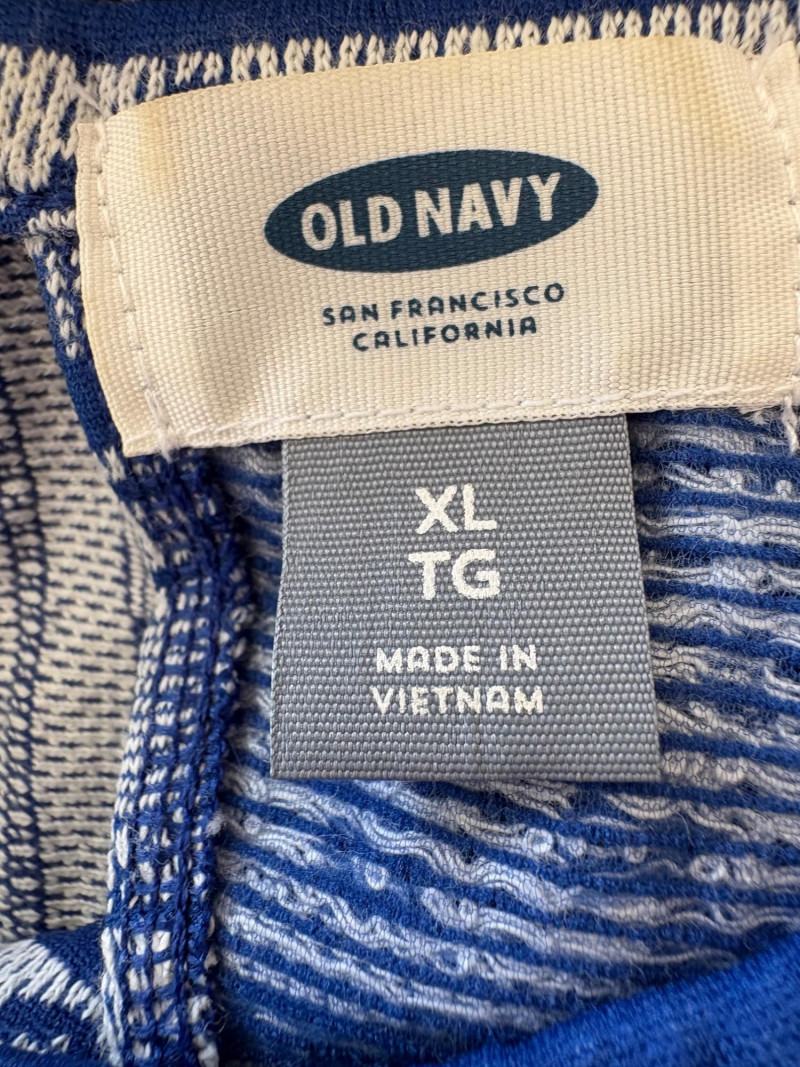 OLD NAVY
SAN FRANCISCO
CALIFORNIA
XL
TG
MADE IN
VIETNAM